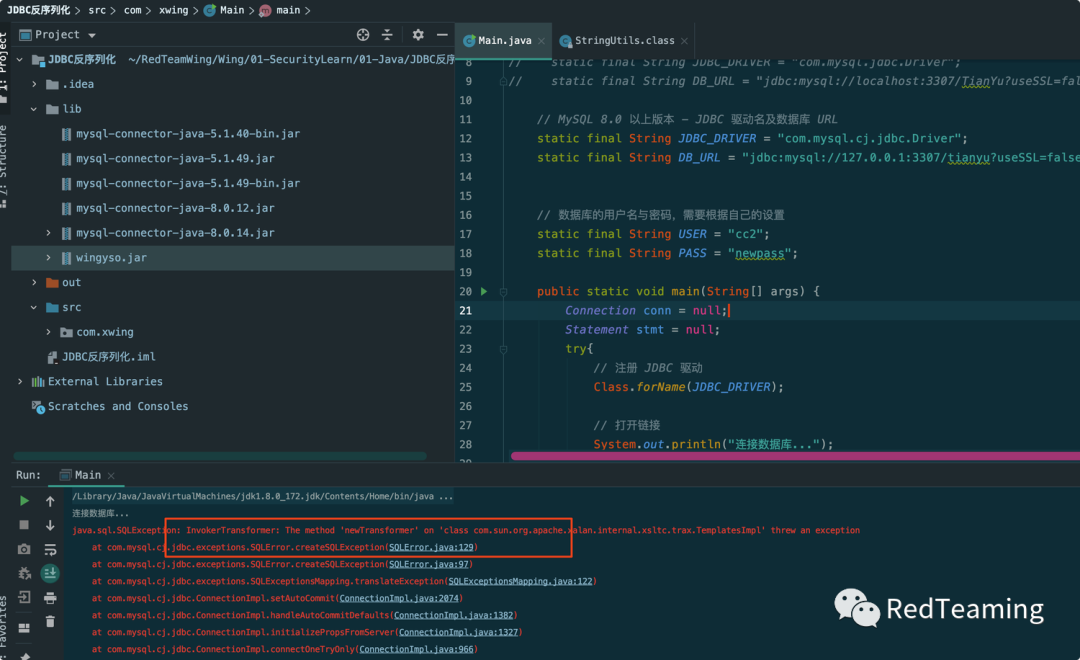 JDBC反序列化 > src > com > xwing > Main > main >
1: Project
Project
JDBC反序列化 ~/RedTeamWing/Wing/01-SecurityLearn/01-Java/JDBC反序
.idea
lib
mysql-connector-java-5.1.40-bin.jar
mysql-connector-java-5.1.49.jar
mysql-connector-java-5.1.49-bin.jar
mysql-connector-java-8.0.12.jar
mysql-connector-java-8.0.14.jar
wingyso.jar
out
src
com.xwing
JDBC反序列化.iml
External Libraries
Scratches and Consoles
7: Structure
Main.java
StringUtils.class
8 // static final String JDBC_DRIVER = "com.mysql.jdbc.Driver";
9 // static final String DB_URL = "jdbc:mysql://localhost:3307/TianYu?useSSL=fal
10
11 // MySQL 8.0 以上版本 - JDBC 驱动名及数据库 URL
12 static final String JDBC_DRIVER = "com.mysql.cj.jdbc.Driver";
13 static final String DB_URL = "jdbc:mysql://127.0.0.1:3307/tianyu?useSSL=false
14
15
16 // 数据库的用户名与密码，需要根据自己的设置
17 static final String USER = "cc2";
18 static final String PASS = "newpass";
19
20 public static void main(String[] args) {
21 Connection conn = null;
22 Statement stmt = null;
23 try{
24 // 注册 JDBC 驱动
25 Class.forName(JDBC_DRIVER);
26
27 // 打开链接
28 System.out.println("连接数据库...");
Run: Main
/Library/Java/JavaVirtualMachines/jdk1.8.0_172.jdk/Contents/Home/bin/java ...
连接数据库...
java.sql.SQLException: InvokerTransformer: The method 'newTransformer' on 'class com.sun.org.apache.xalan.internal.xsltc.trax.TemplatesImpl' threw an exception
at com.mysql.cj.jdbc.exceptions.SQLError.createSQLException(SQLError.java:129)
at com.mysql.cj.jdbc.exceptions.SQLError.createSQLException(SQLError.java:97)
at com.mysql.cj.jdbc.exceptions.SQLExceptionsMapping.translateException(SQLExceptionsMapping.java:122)
at com.mysql.cj.jdbc.ConnectionImpl.setAutoCommit(ConnectionImpl.java:2074)
at com.mysql.cj.jdbc.ConnectionImpl.handleAutoCommitDefaults(ConnectionImpl.java:1382)
at com.mysql.cj.jdbc.ConnectionImpl.initializePropsFromServer(ConnectionImpl.java:1327)
at com.mysql.cj.jdbc.ConnectionImpl.connectOneTryOnly(ConnectionImpl.java:966)
Favorites
RedTeaming